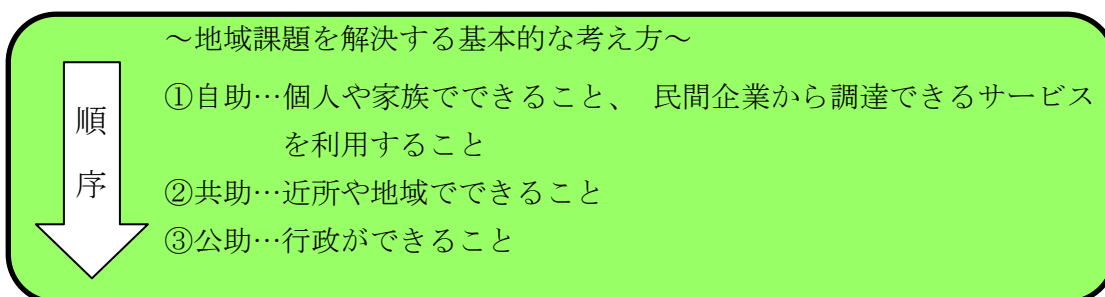 ～地域課題を解決する基本的な考え方～
順序
①自助…個人や家族でできること、 民間企業から調達できるサービス
を利用すること
②共助…近所や地域でできること
③公助…行政ができること